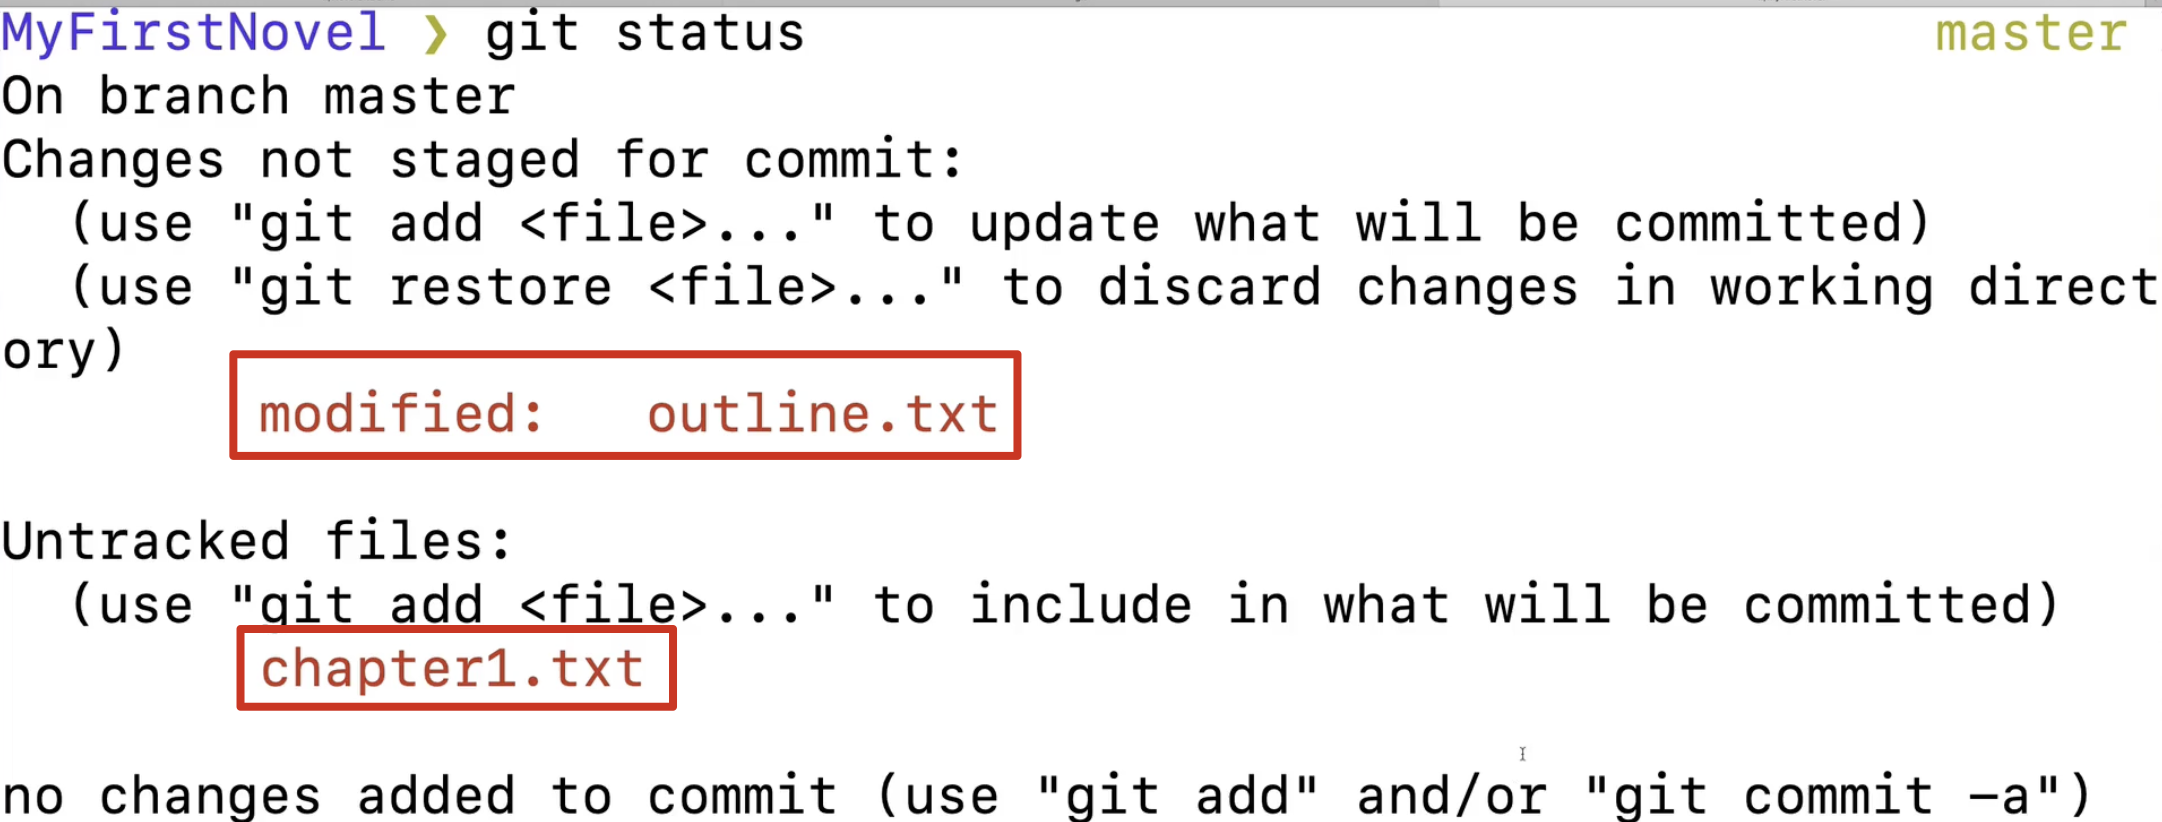 MyFirstNovel ❯ git status master
On branch master
Changes not staged for commit:
  (use "git add <file>..." to update what will be committed)
  (use "git restore <file>..." to discard changes in working direct
ory)
modified:   outline.txt
Untracked files:
  (use "git add <file>..." to include in what will be committed)
chapter1.txt
no changes added to commit (use "git add" and/or "git commit -a")